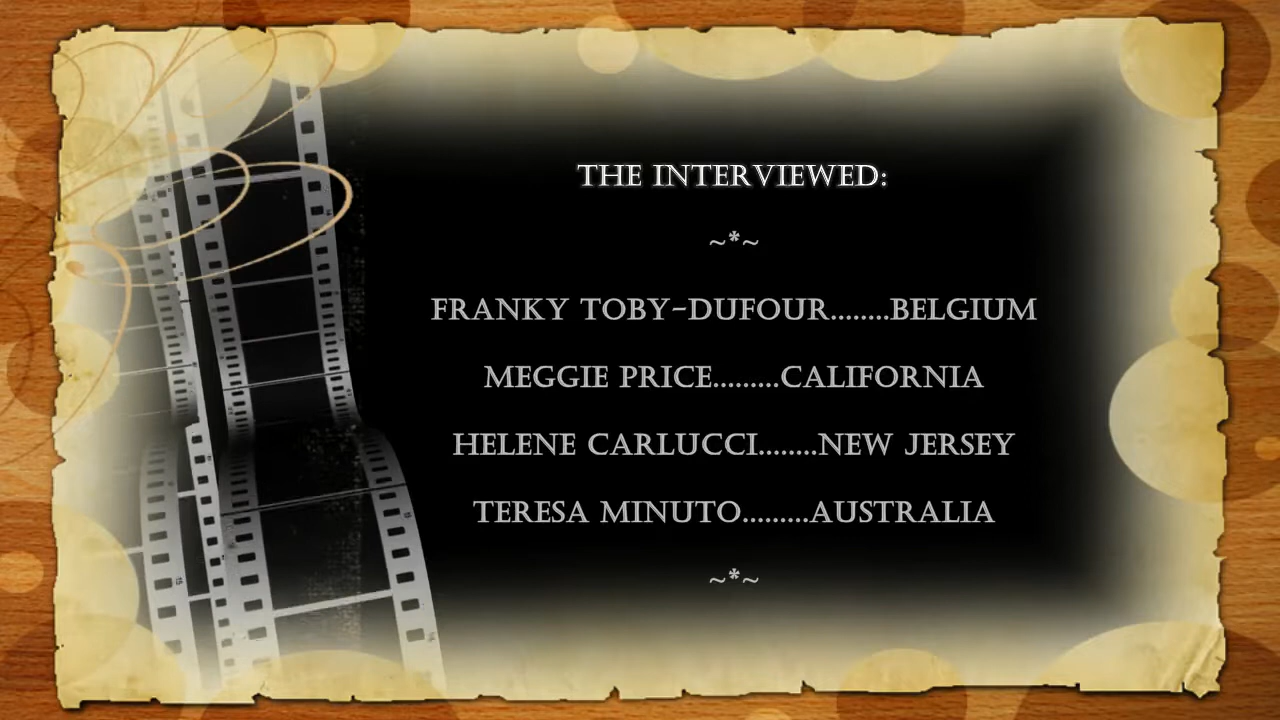 THE INTERVIEWED:
~*~
FRANKY TOBY-DUFOUR........BELGIUM
MEGGIE PRICE.........CALIFORNIA
HELENE CARLUCCI........NEW JERSEY
TERESA MINUTO.........AUSTRALIA
~*~